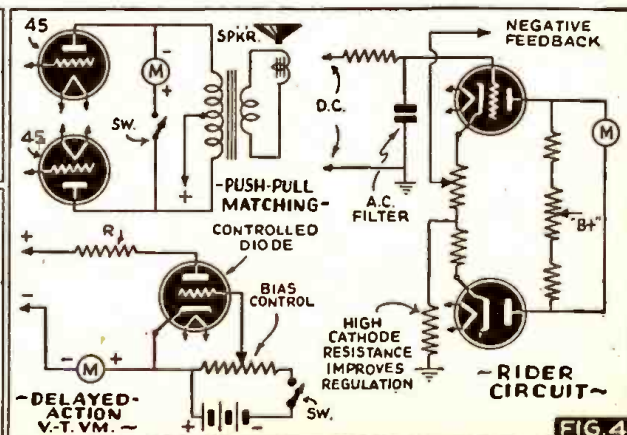 45
45
M
-
+
SW.
+
SPKR.
-PUSH-PULL
MATCHING-
+
R
-
CONTROLLED
DIODE
BIAS
CONTROL
-
M
+
~DELAYED-
ACTION
V.-T. VM.~
+
-
SW.
NEGATIVE
FEEDBACK
D.C.
A.C.
FILTER
M
"B+"
HIGH
CATHODE
RESISTANCE
IMPROVES
REGULATION
~RIDER
CIRCUIT~
FIG.4